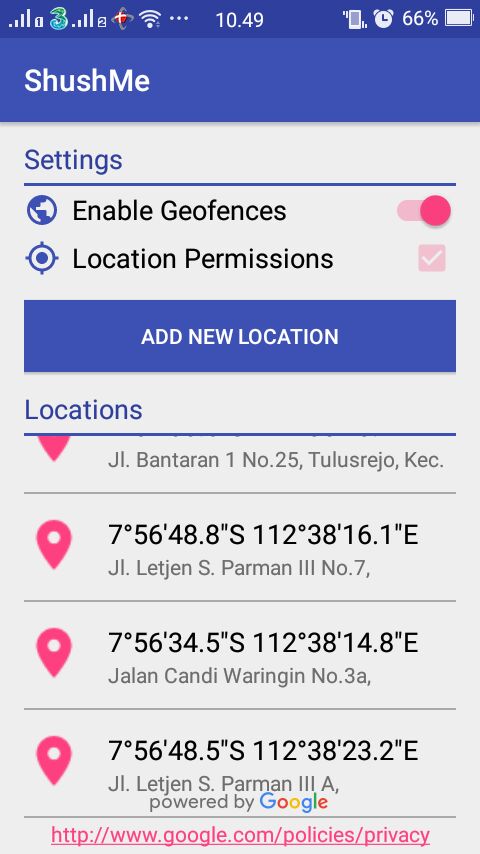 10.49
66%
ShushMe
Settings
Enable Geofences
Location Permissions
ADD NEW LOCATION
Locations
Jl. Bantaran 1 No.25, Tulusrejo, Kec.
7°56'48.8"S 112°38'16.1"E
Jl. Letjen S. Parman III No.7,
7°56'34.5"S 112°38'14.8"E
Jalan Candi Waringin No.3a,
7°56'48.5"S 112°38'23.2"E
Jl. Letjen S. Parman III A,
powered by Google
http://www.google.com/policies/privacy